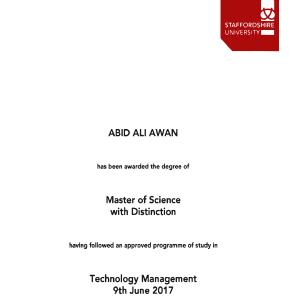 STAFFORDSHIRE
UNIVERSITY
ABID ALI AWAN
has been awarded the degree of
Master of Science
with Distinction
having followed an approved programme of study in
Technology Management
9th June 2017